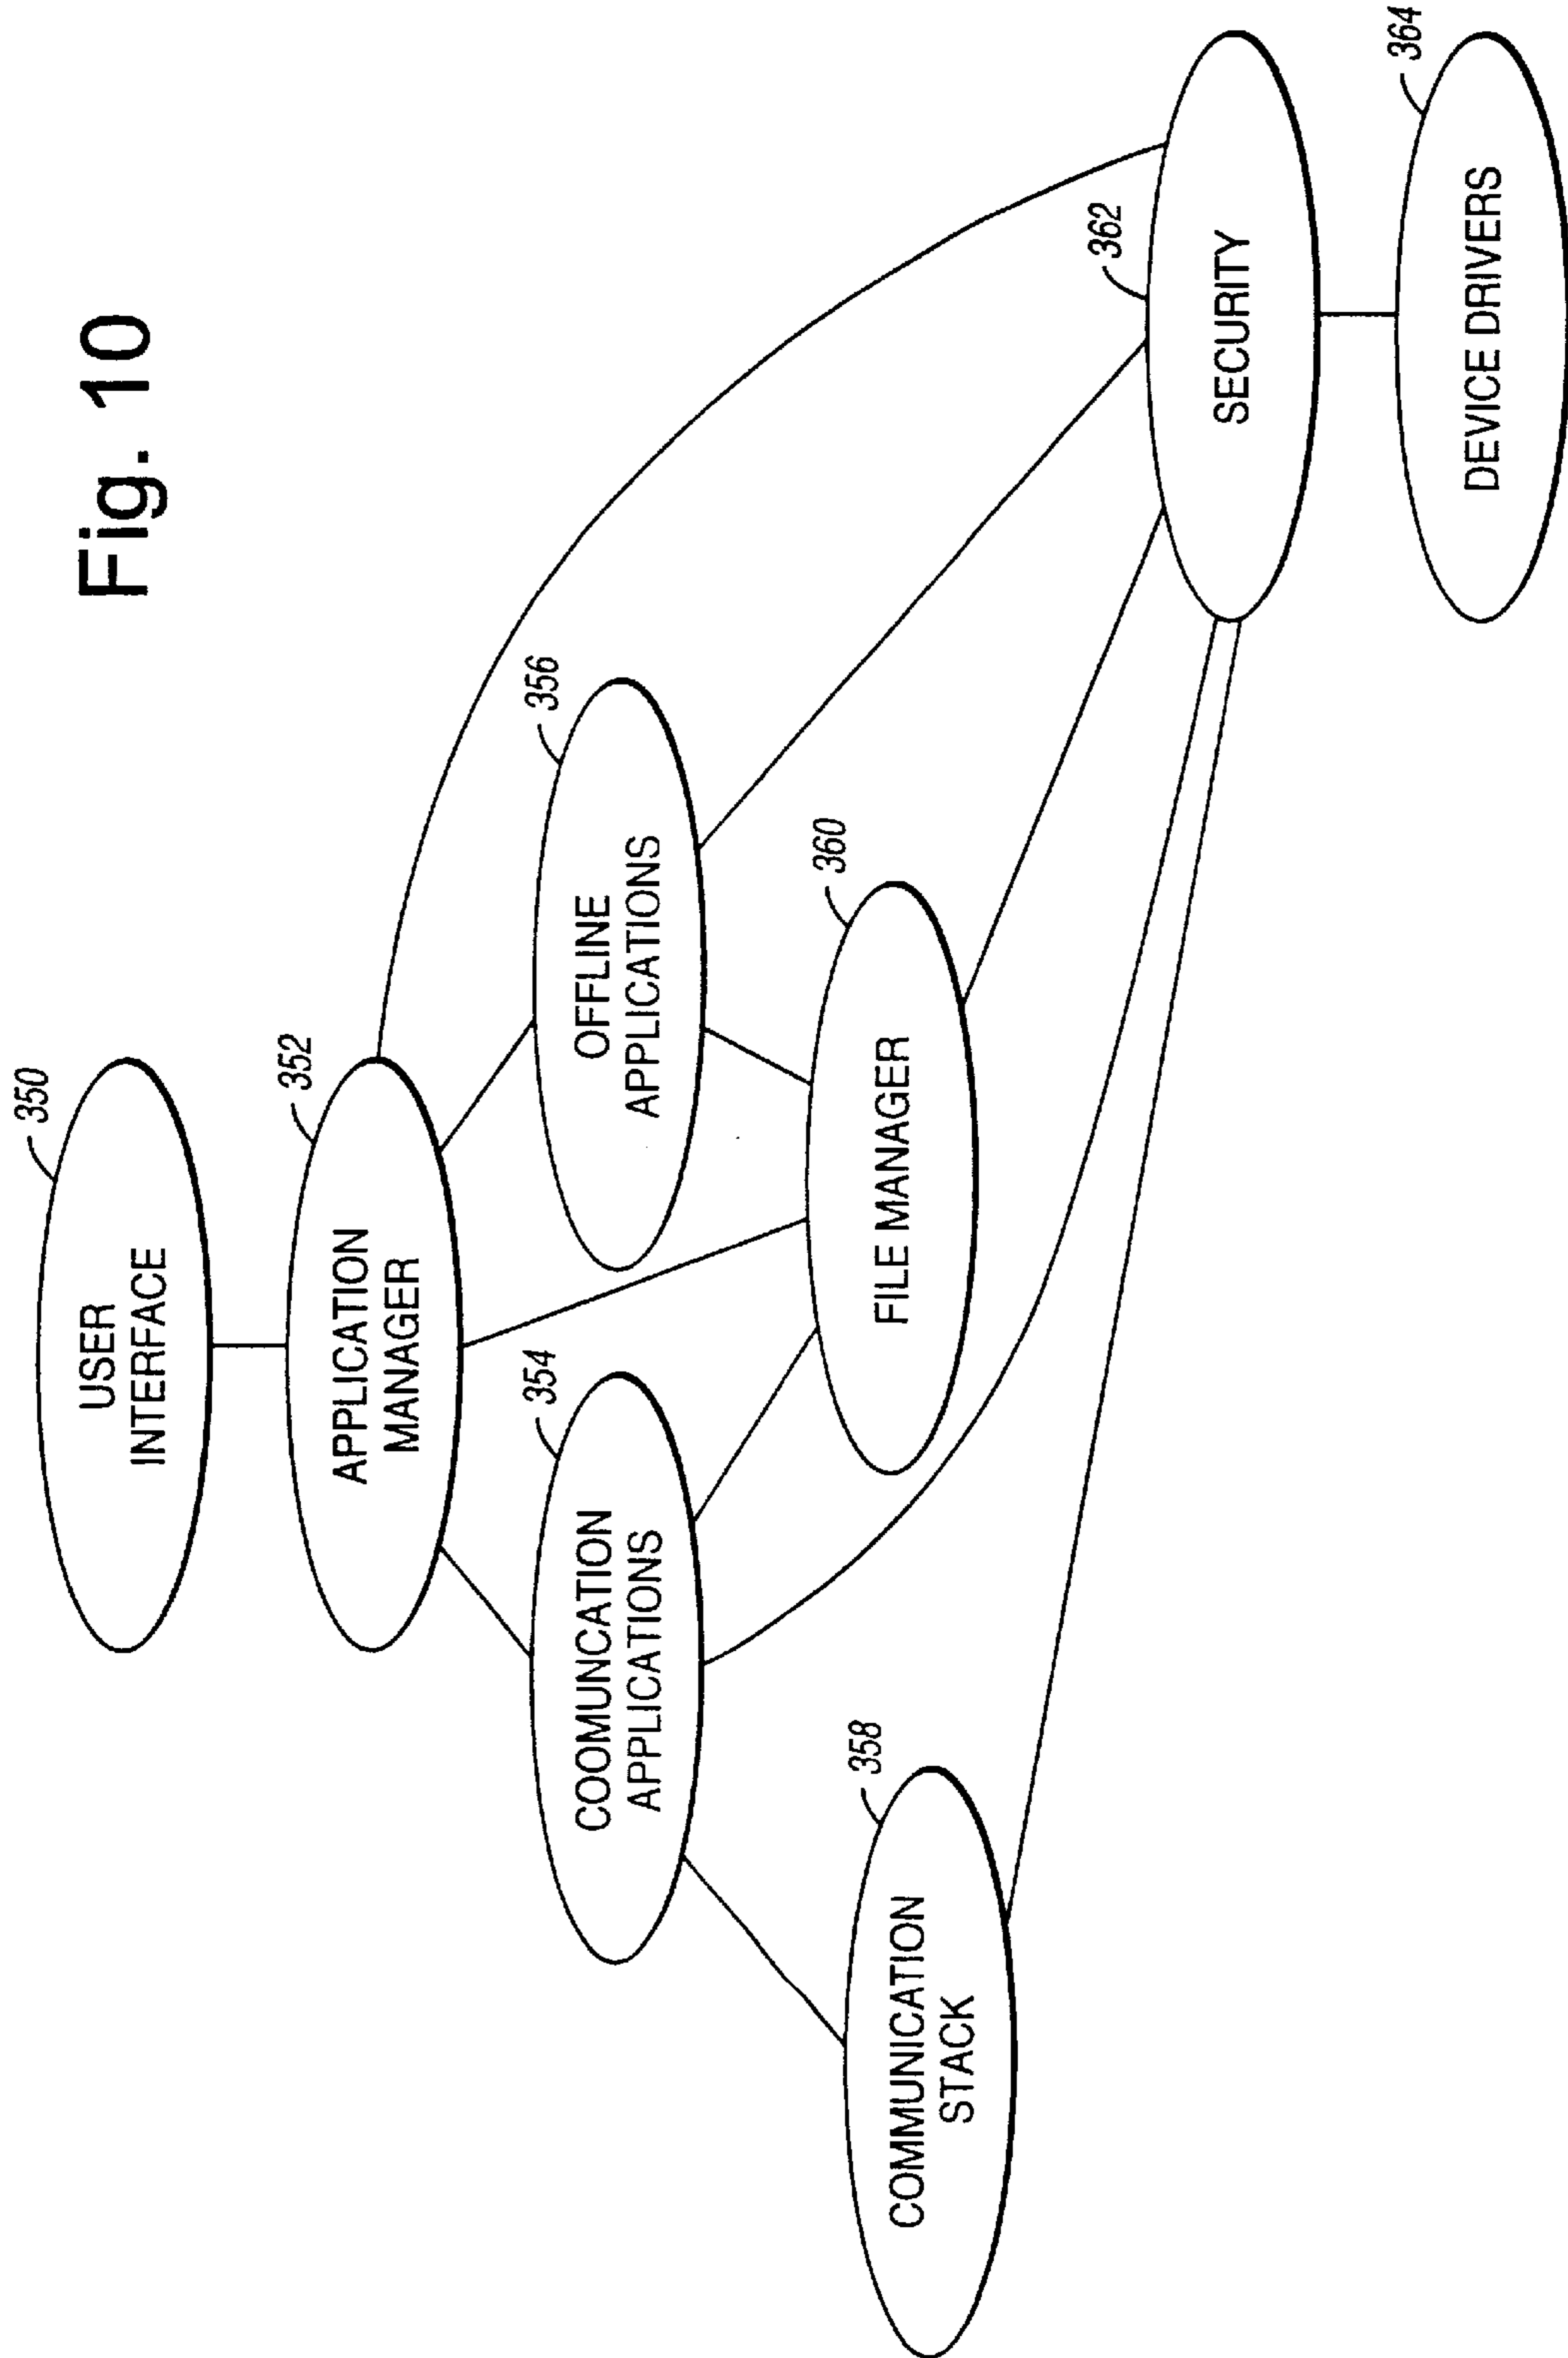 Fig. 10
350
USER
INTERFACE
352
APPLICATION
MANAGER
354
COOMUNCATION
APPLICATIONS
356
OFFLINE
APPLICATIONS
358
COMMUNICATION
STACK
360
FILE MANAGER
362
SECURITY
364
DEVICE DRIVERS